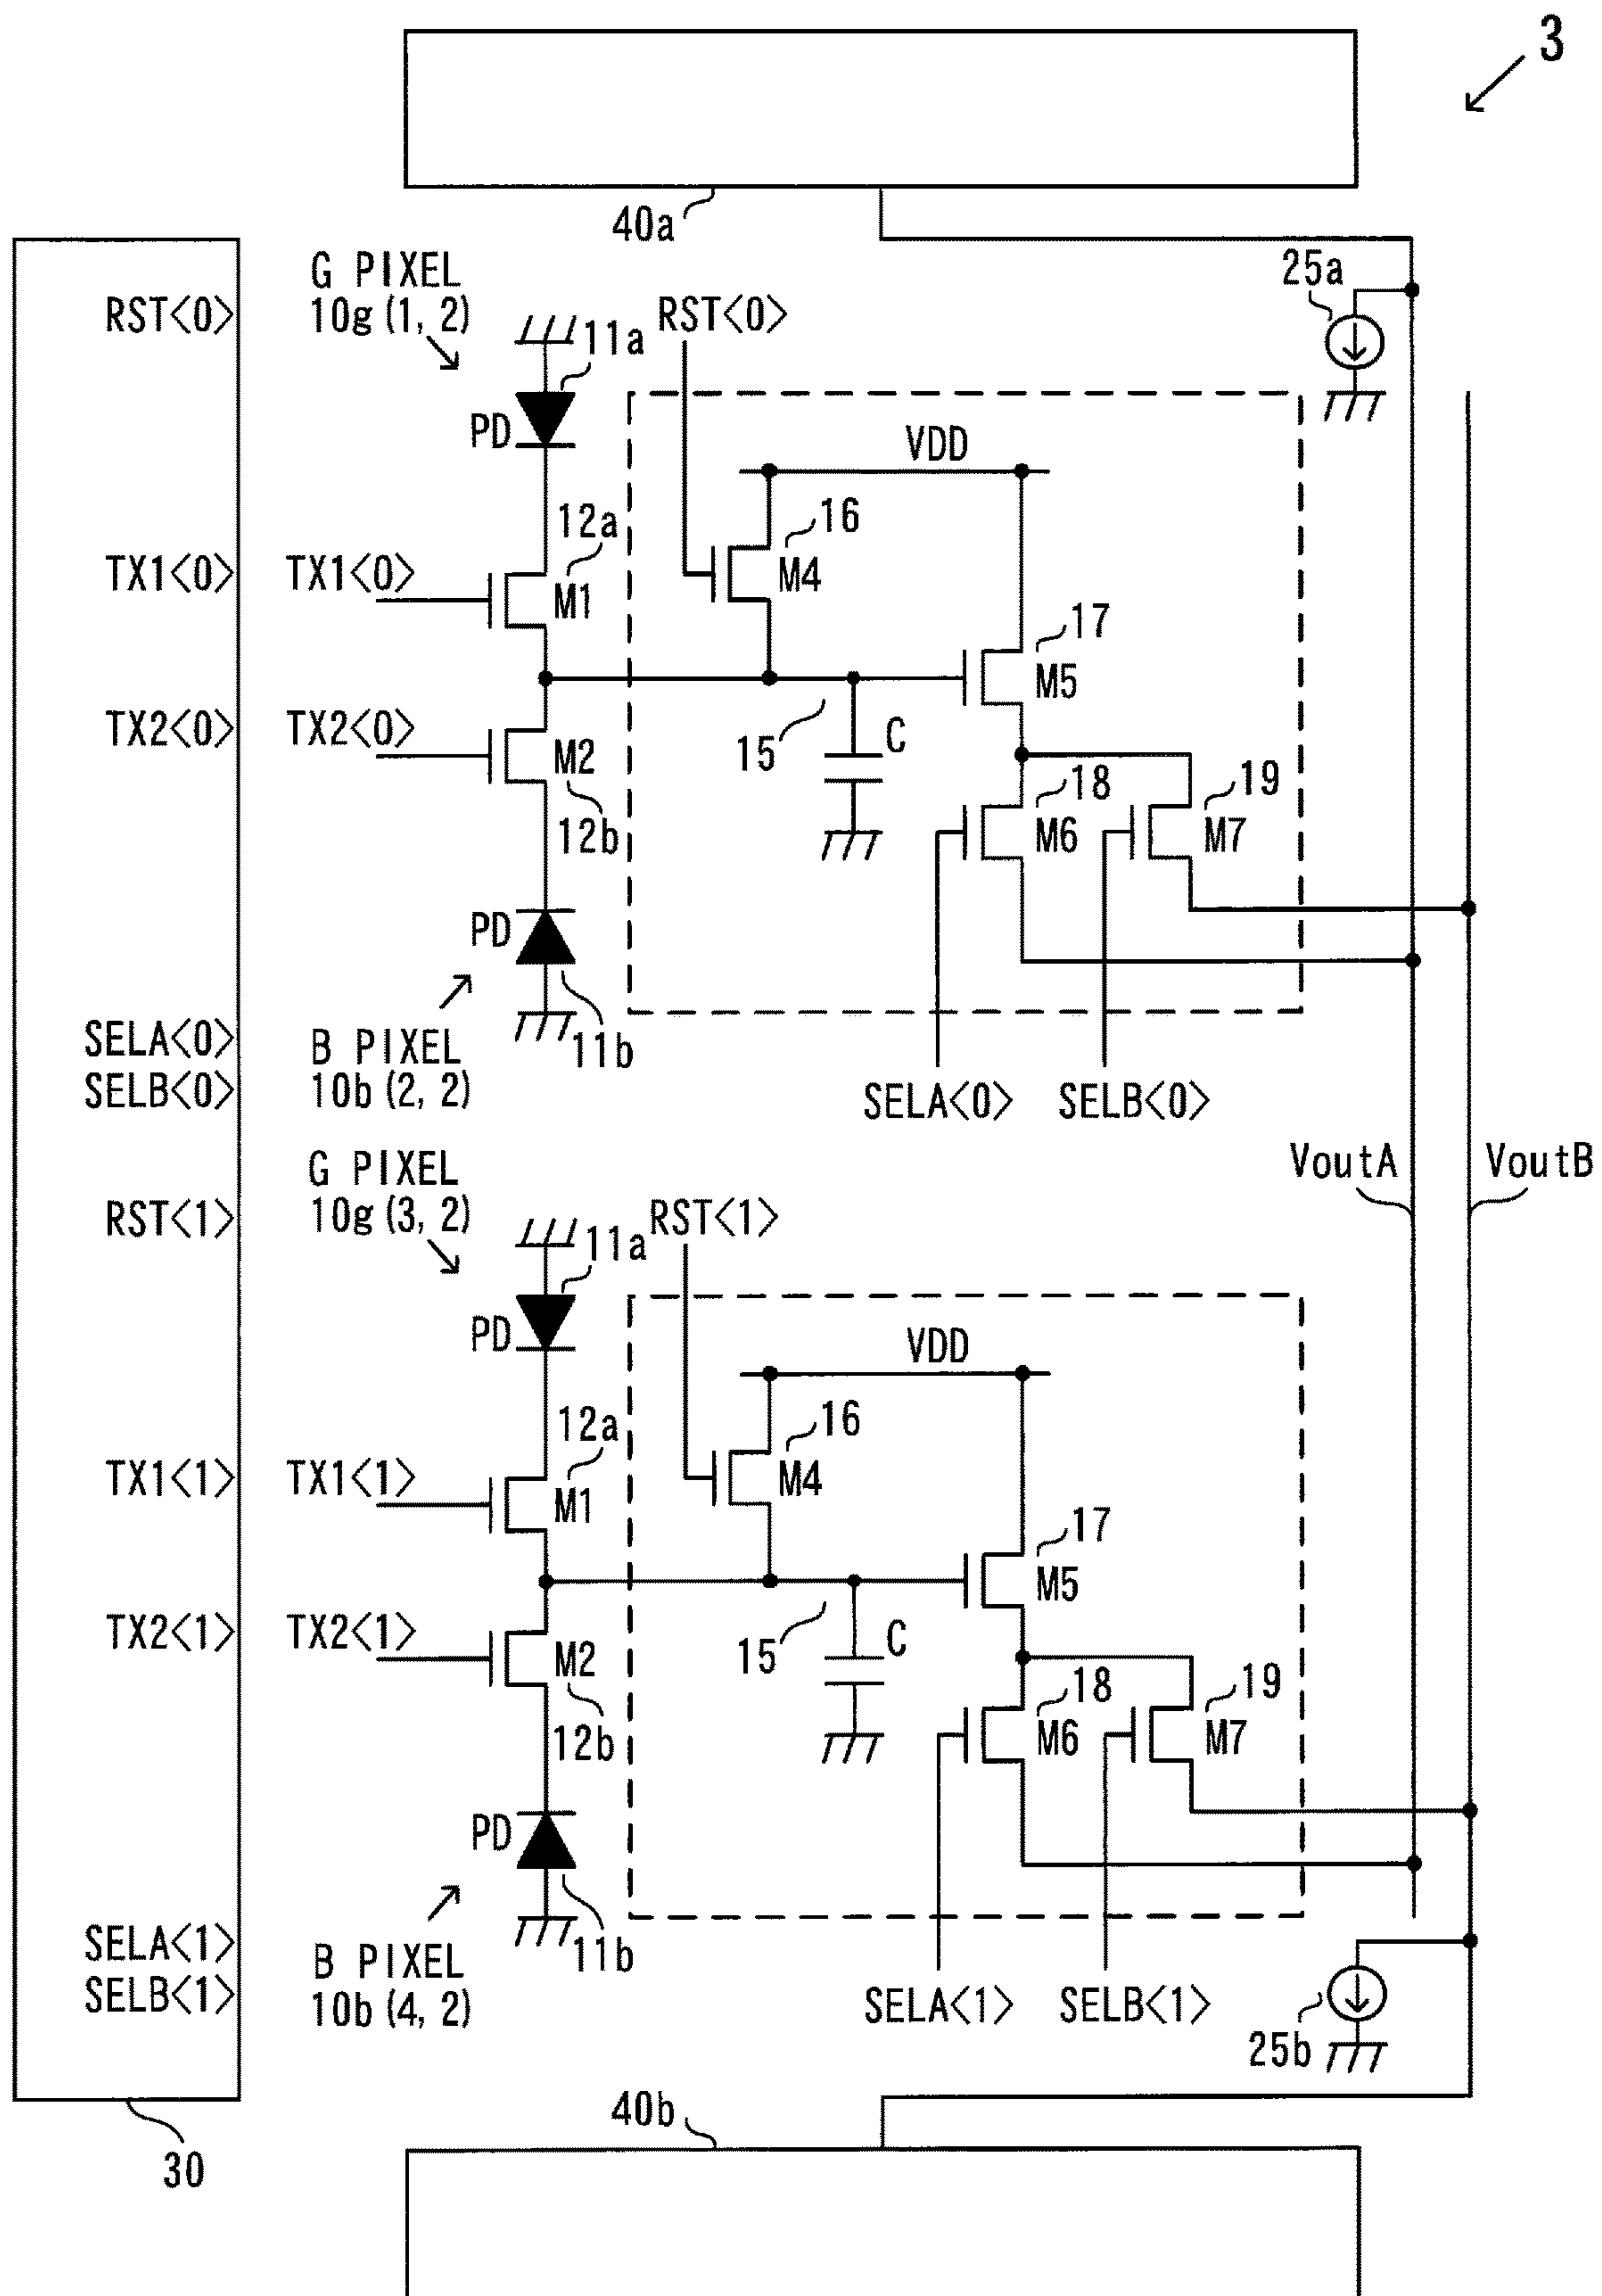 3
40a
25a
RST<0>
TX1<0>
TX2<0>
SELA<0>
SELB<0>
RST<1>
TX1<1>
TX2<1>
SELA<1>
SELB<1>
30
G PIXEL
10g (1, 2)
11a
RST<0>
PD
VDD
12a
16
TX1<0>
M1
M4
17
M5
TX2<0>
M2
15
C
12b
18
M6
19
M7
PD
B PIXEL
10b (2, 2)
11b
SELA<0>
SELB<0>
VoutA
VoutB
G PIXEL
10g (3, 2)
11a
RST<1>
PD
VDD
12a
16
TX1<1>
M1
M4
17
M5
TX2<1>
M2
15
C
12b
18
M6
19
M7
PD
B PIXEL
10b (4, 2)
11b
SELA<1>
SELB<1>
25b
40b